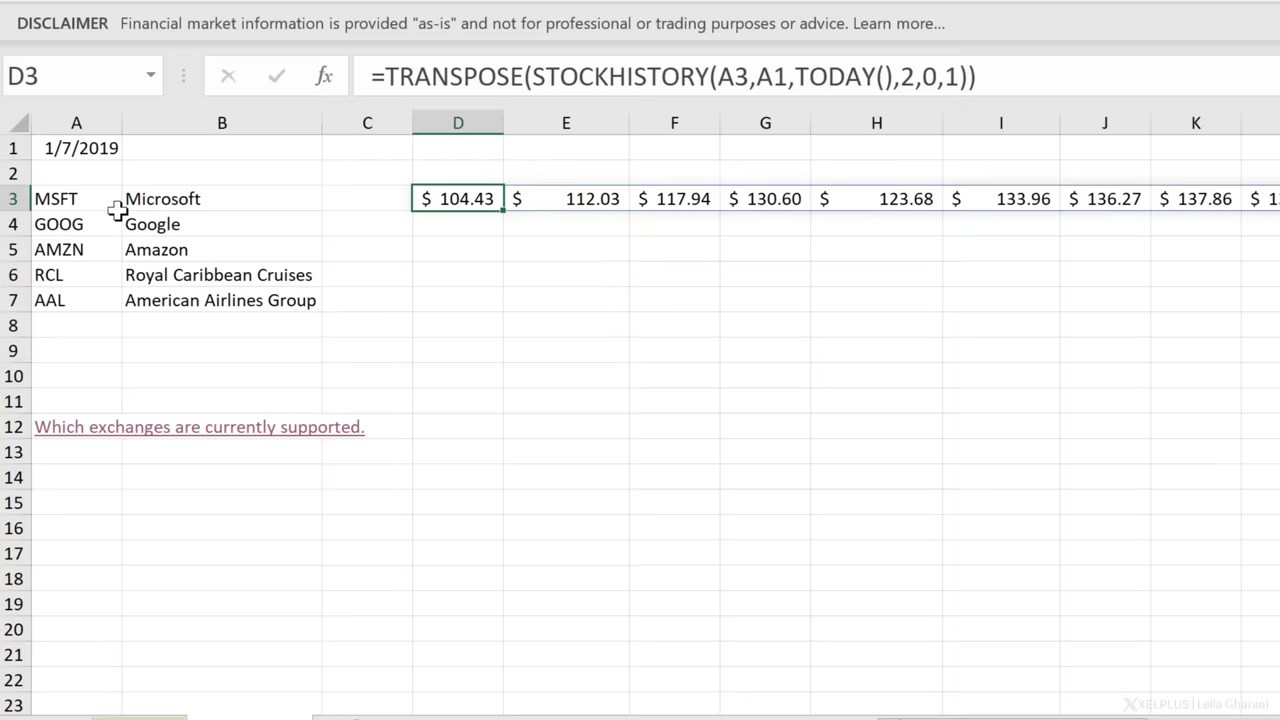 DISCLAIMER Financial market information is provided "as-is" and not for professional or trading purposes or advice. Learn more...
D3 fx =TRANSPOSE(STOCKHISTORY(A3,A1,TODAY(),2,0,1))
A B C D E F G H I J K
1 1/7/2019
2
3 MSFT Microsoft $ 104.43 $ 112.03 $ 117.94 $ 130.60 $ 123.68 $ 133.96 $ 136.27 $ 137.86 $
4 GOOG Google
5 AMZN Amazon
6 RCL Royal Caribbean Cruises
7 AAL American Airlines Group
8
9
10
11
12 Which exchanges are currently supported.
13
14
15
16
17
18
19
20
21
22
23
XELPLUS | Leila Gharani